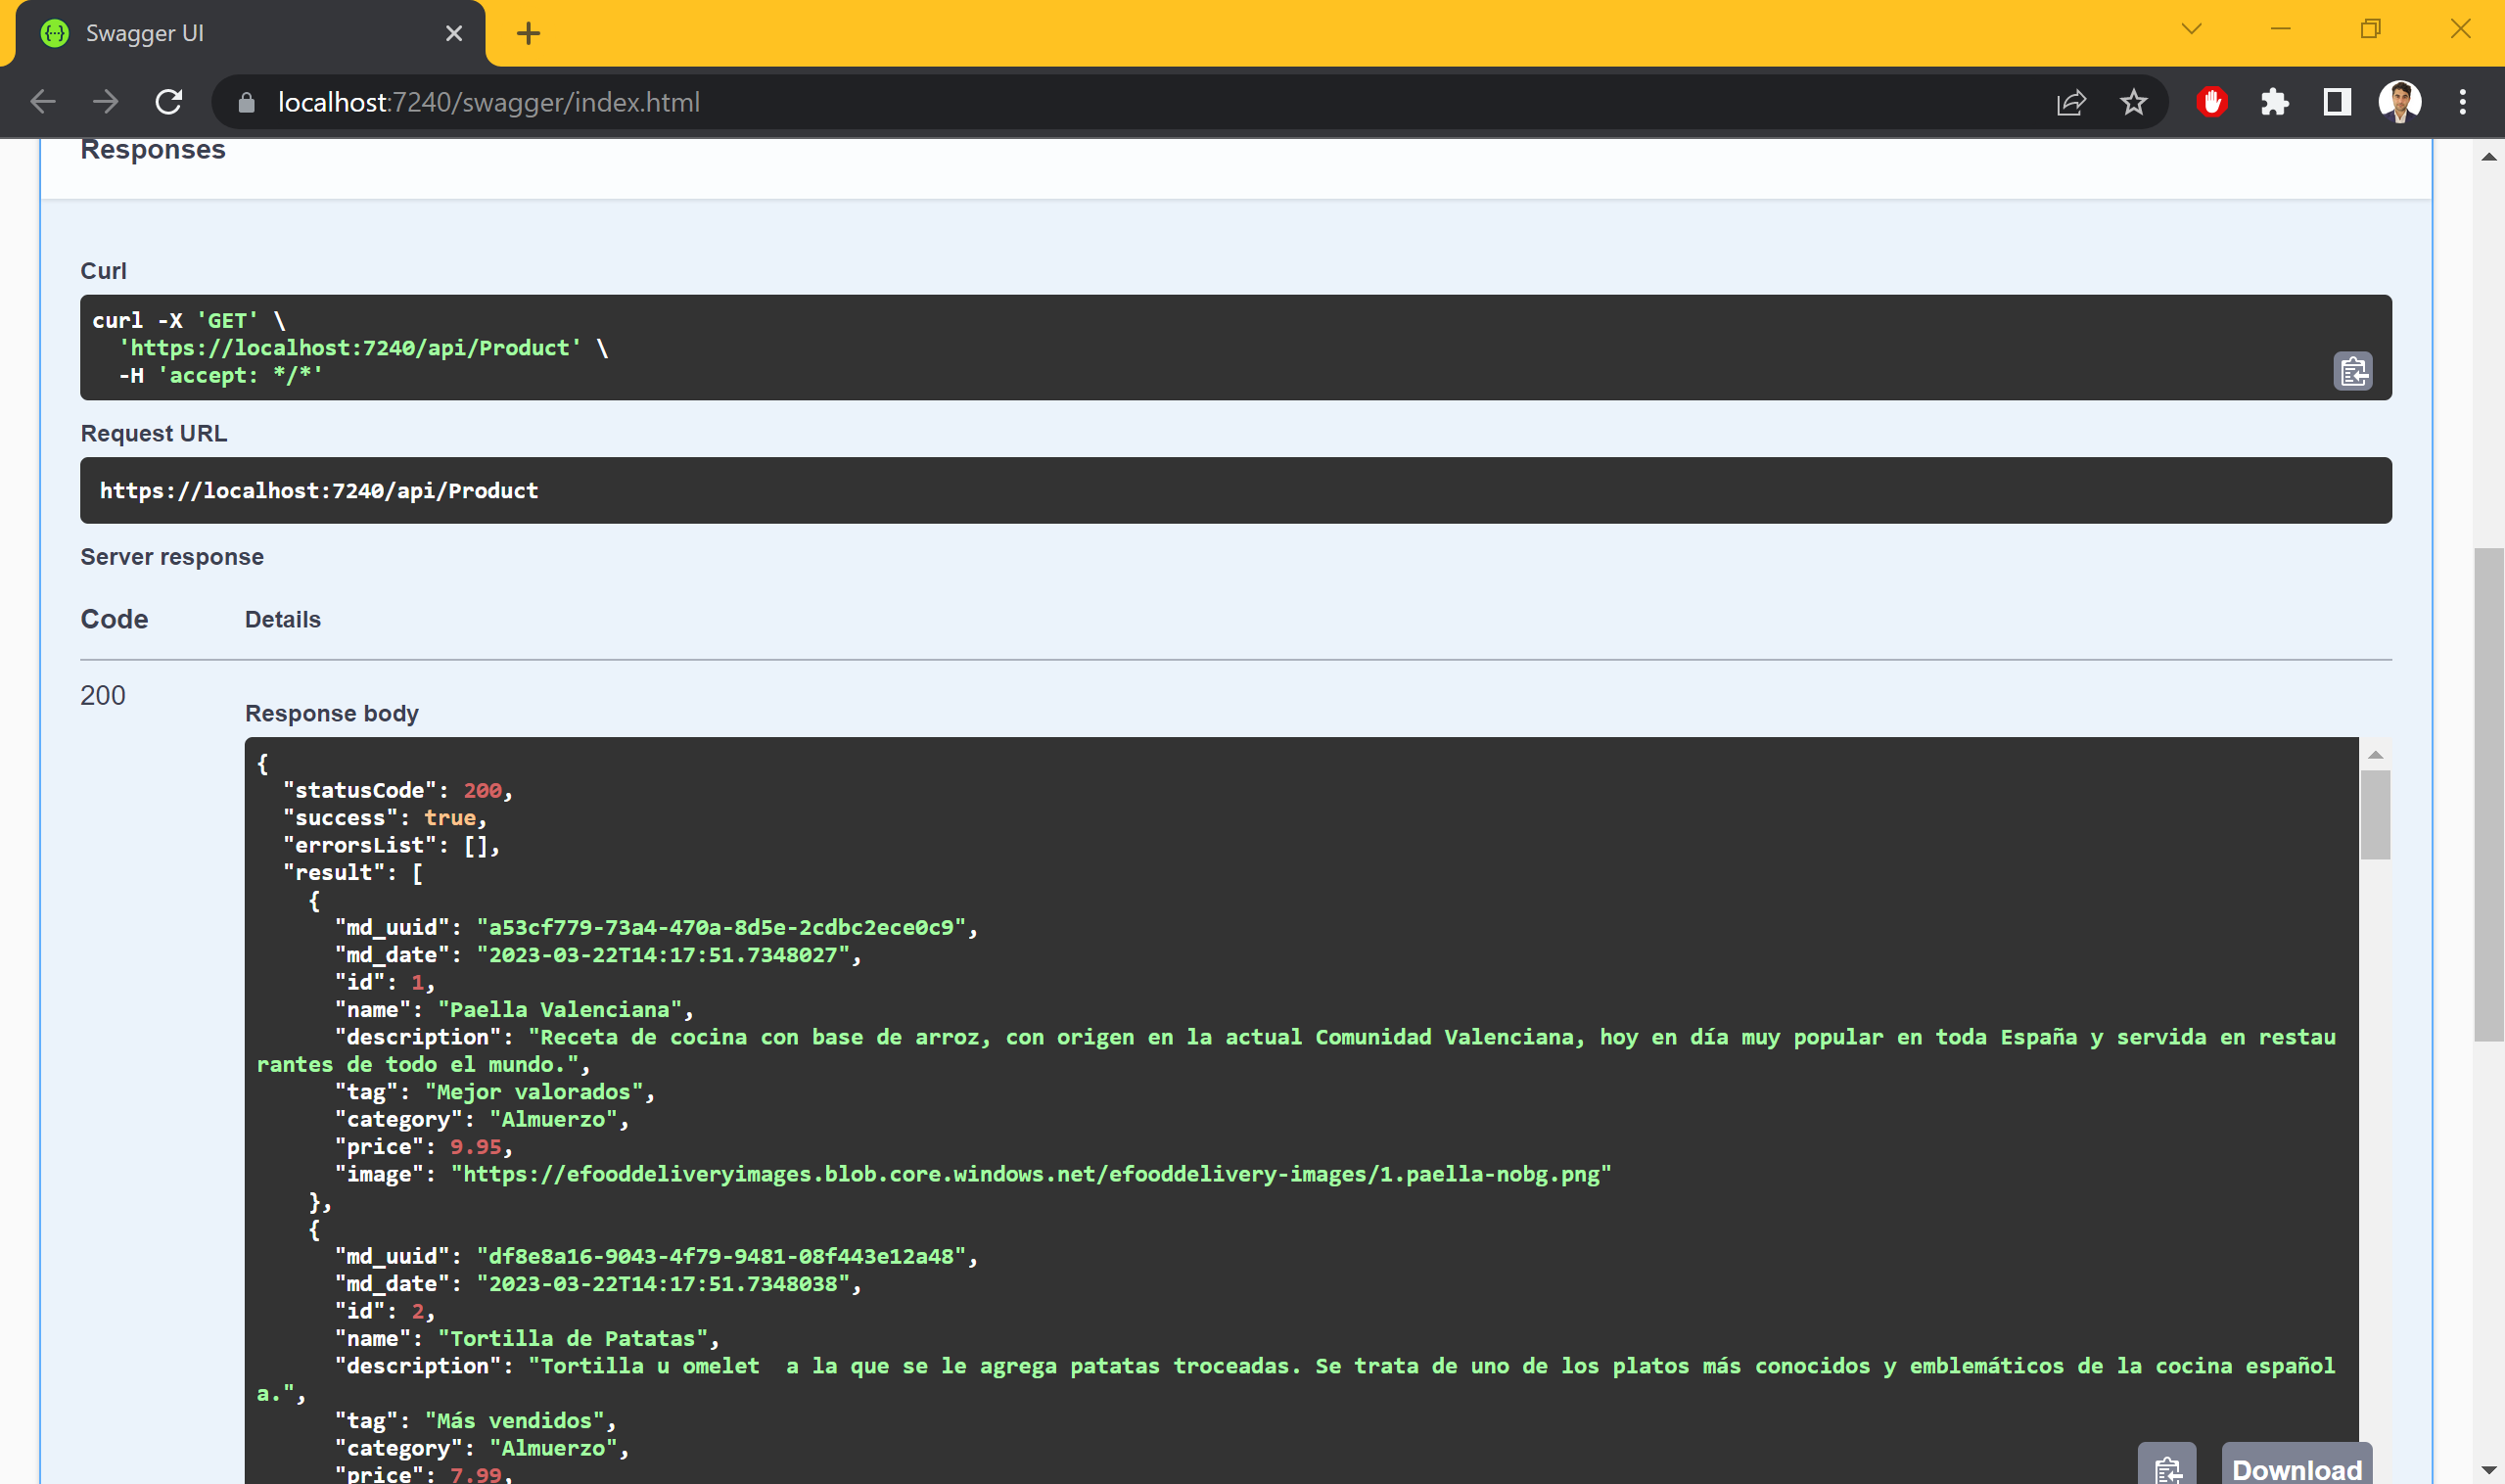 Swagger UI
localhost:7240/swagger/index.html
Responses
Curl
curl -X 'GET' \
  'https://localhost:7240/api/Product' \
  -H 'accept: */*'
Request URL
https://localhost:7240/api/Product
Server response
Code Details
200
Response body
{
  "statusCode": 200,
  "success": true,
  "errorsList": [],
  "result": [
    {
      "md_uuid": "a53cf779-73a4-470a-8d5e-2cdbc2ece0c9",
      "md_date": "2023-03-22T14:17:51.7348027",
      "id": 1,
      "name": "Paella Valenciana",
      "description": "Receta de cocina con base de arroz, con origen en la actual Comunidad Valenciana, hoy en día muy popular en toda España y servida en restau
rantes de todo el mundo.",
      "tag": "Mejor valorados",
      "category": "Almuerzo",
      "price": 9.95,
      "image": "https://efooddeliveryimages.blob.core.windows.net/efooddelivery-images/1.paella-nobg.png"
    },
    {
      "md_uuid": "df8e8a16-9043-4f79-9481-08f443e12a48",
      "md_date": "2023-03-22T14:17:51.7348038",
      "id": 2,
      "name": "Tortilla de Patatas",
      "description": "Tortilla u omelet  a la que se le agrega patatas troceadas. Se trata de uno de los platos más conocidos y emblemáticos de la cocina español
a.",
      "tag": "Más vendidos",
      "category": "Almuerzo",
      "price": 7.99,
Download